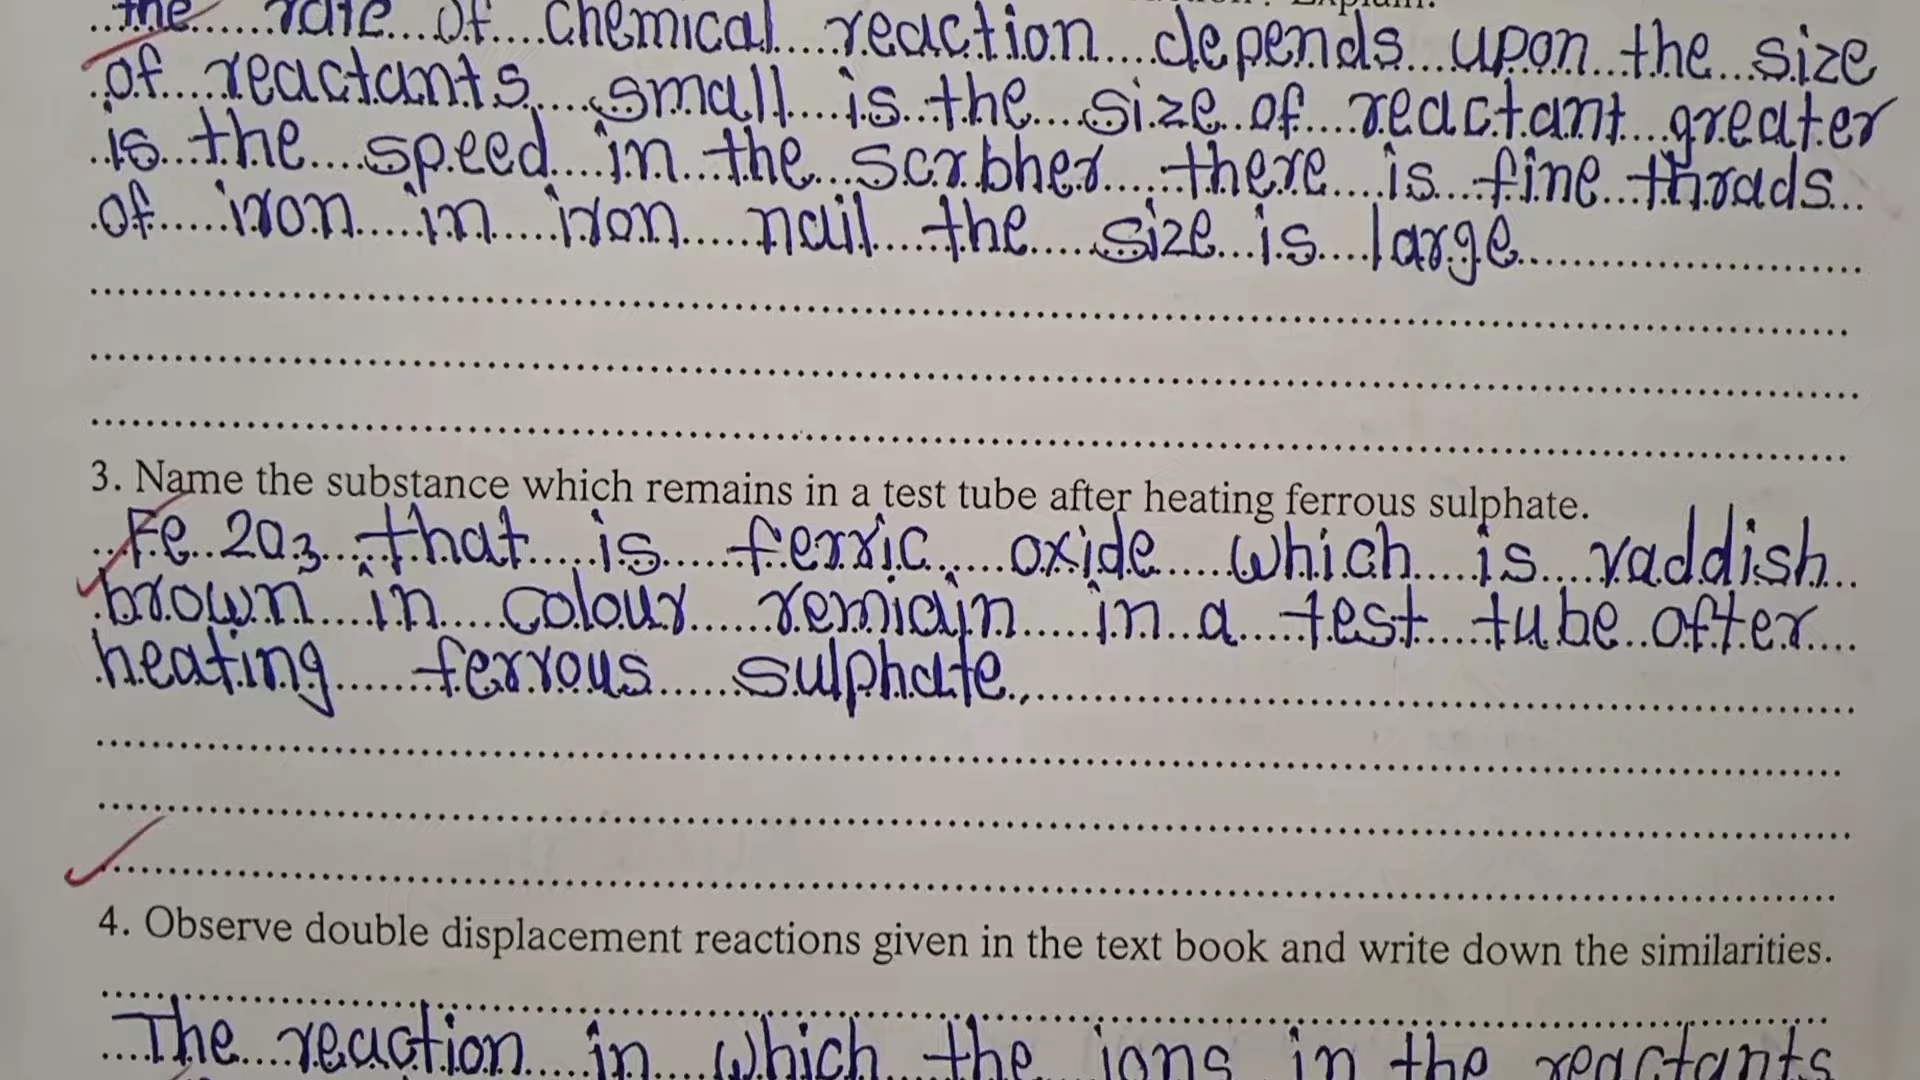 the rate of chemical reaction depends upon the size
of reactants small is the size of reactant greater
is the speed in the scrbher there is fine thrads
of iron in iron nail the size is large
3. Name the substance which remains in a test tube after heating ferrous sulphate.
Fe 2O3 that is ferric oxide which is raddish
brown in colour remiain in a test tube after
heating ferrous sulphate.
4. Observe double displacement reactions given in the text book and write down the similarities.
The reaction in which the ions in the reactants